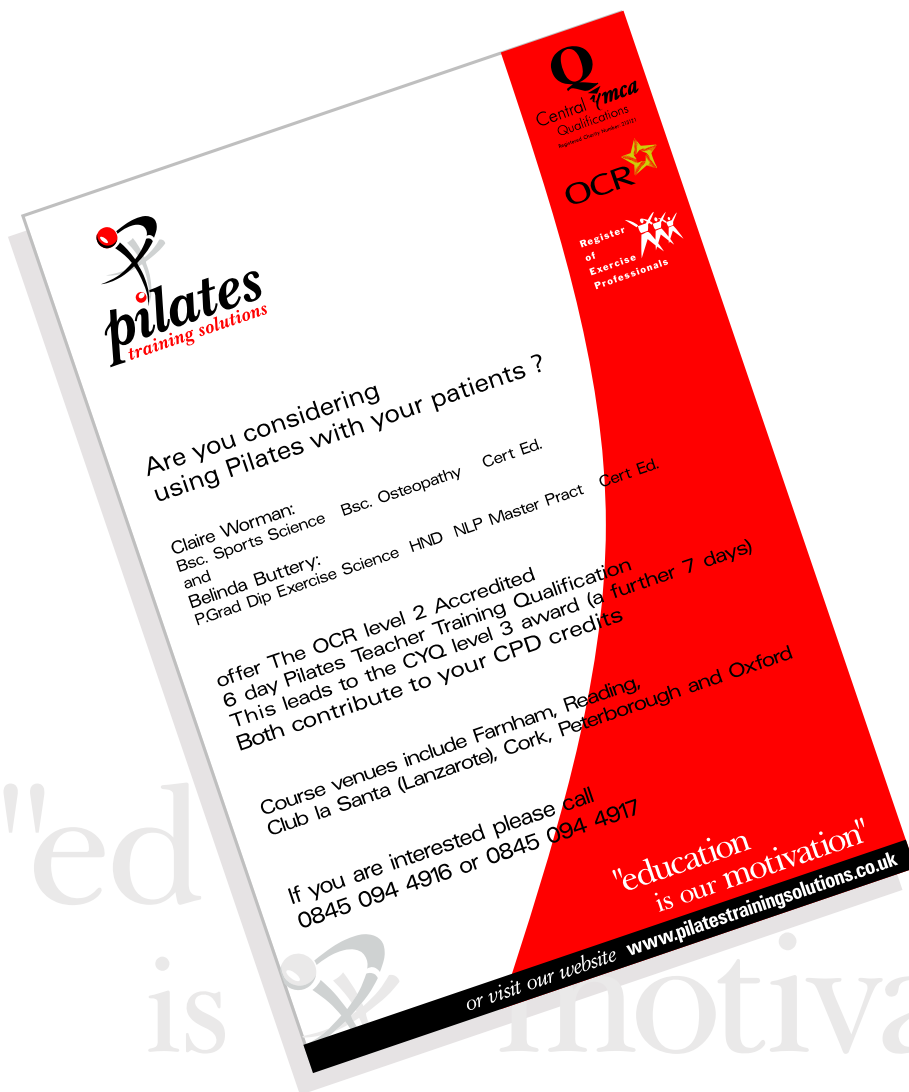 Q
Central Ymca
Qualifications
OCR
Register
of
Exercise
Professionals
pilates
training solutions
Are you considering
using Pilates with your patients ?
Claire Worman:
Bsc. Sports Science Bsc. Osteopathy Cert Ed.
and
Belinda Buttery:
P.Grad Dip Exercise Science HND NLP Master Pract Cert Ed.
offer The OCR level 2 Accredited
6 day Pilates Teacher Training Qualification
This leads to the CYQ level 3 award (a further 7 days)
Both contribute to your CPD credits
Course venues include Farnham, Reading,
Club la Santa (Lanzarote), Cork, Peterborough and Oxford
If you are interested please call
0845 094 4916 or 0845 094 4917
"education
is our motivation"
or visit our website www.pilatestrainingsolutions.co.uk
"ed
is motiva